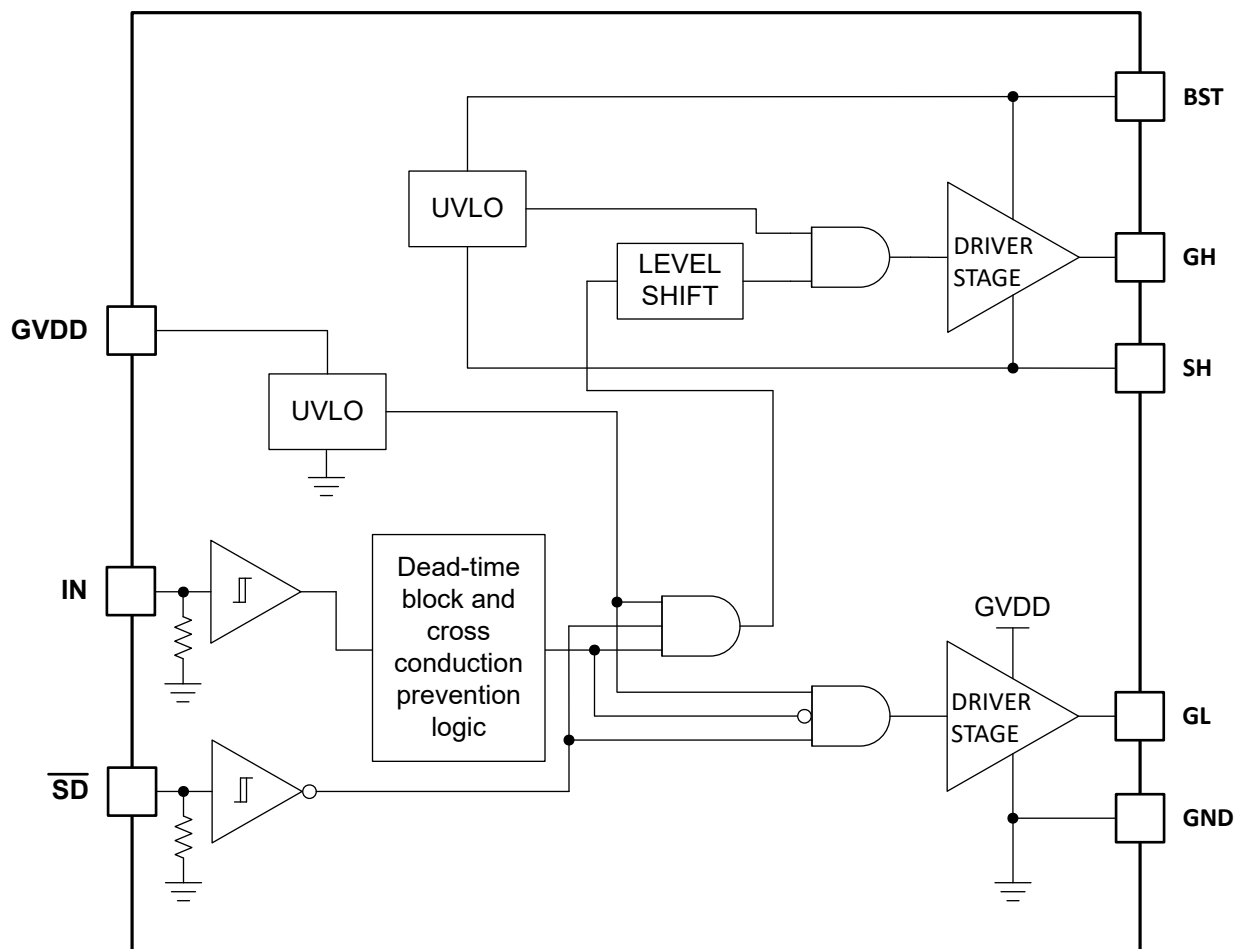 BST
UVLO
DRIVER
STAGE
GH
LEVEL
SHIFT
GVDD
SH
UVLO
IN
Dead-time
block and
cross
conduction
prevention
logic
GVDD
DRIVER
STAGE
GL
SD
GND